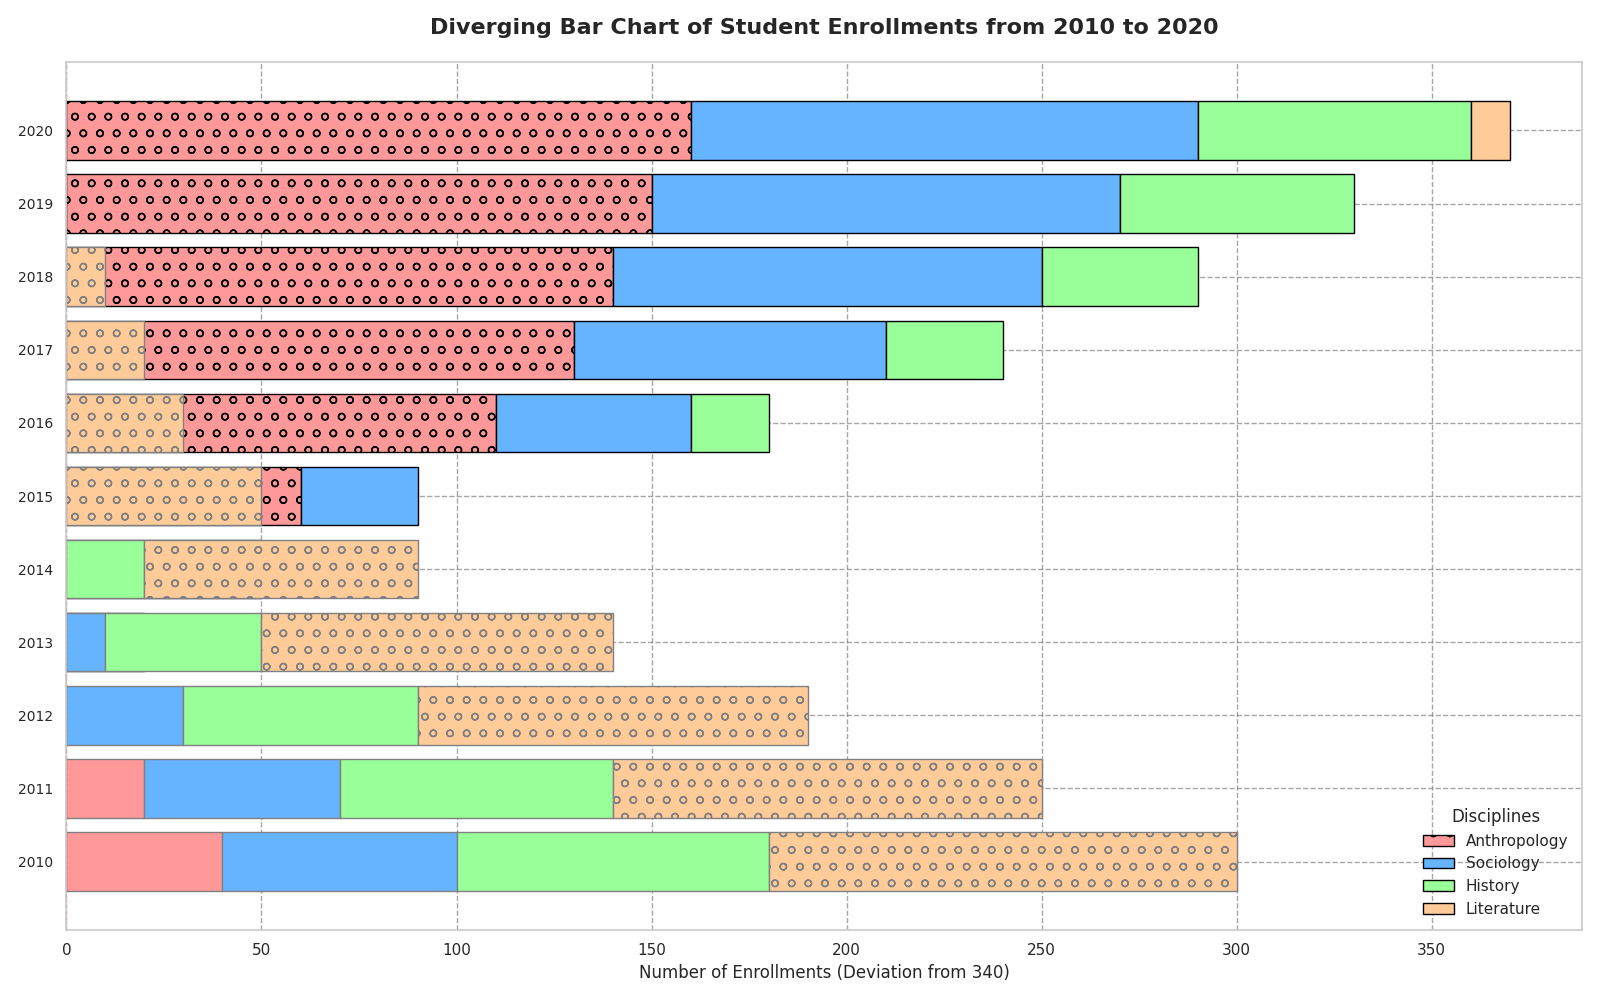 Diverging Bar Chart of Student Enrollments from 2010 to 2020
2020
2019
2018
2017
2016
2015
2014
2013
2012
2011
2010
Disciplines
Anthropology
Sociology
History
Literature
0 50 100 150 200 250 300 350
Number of Enrollments (Deviation from 340)